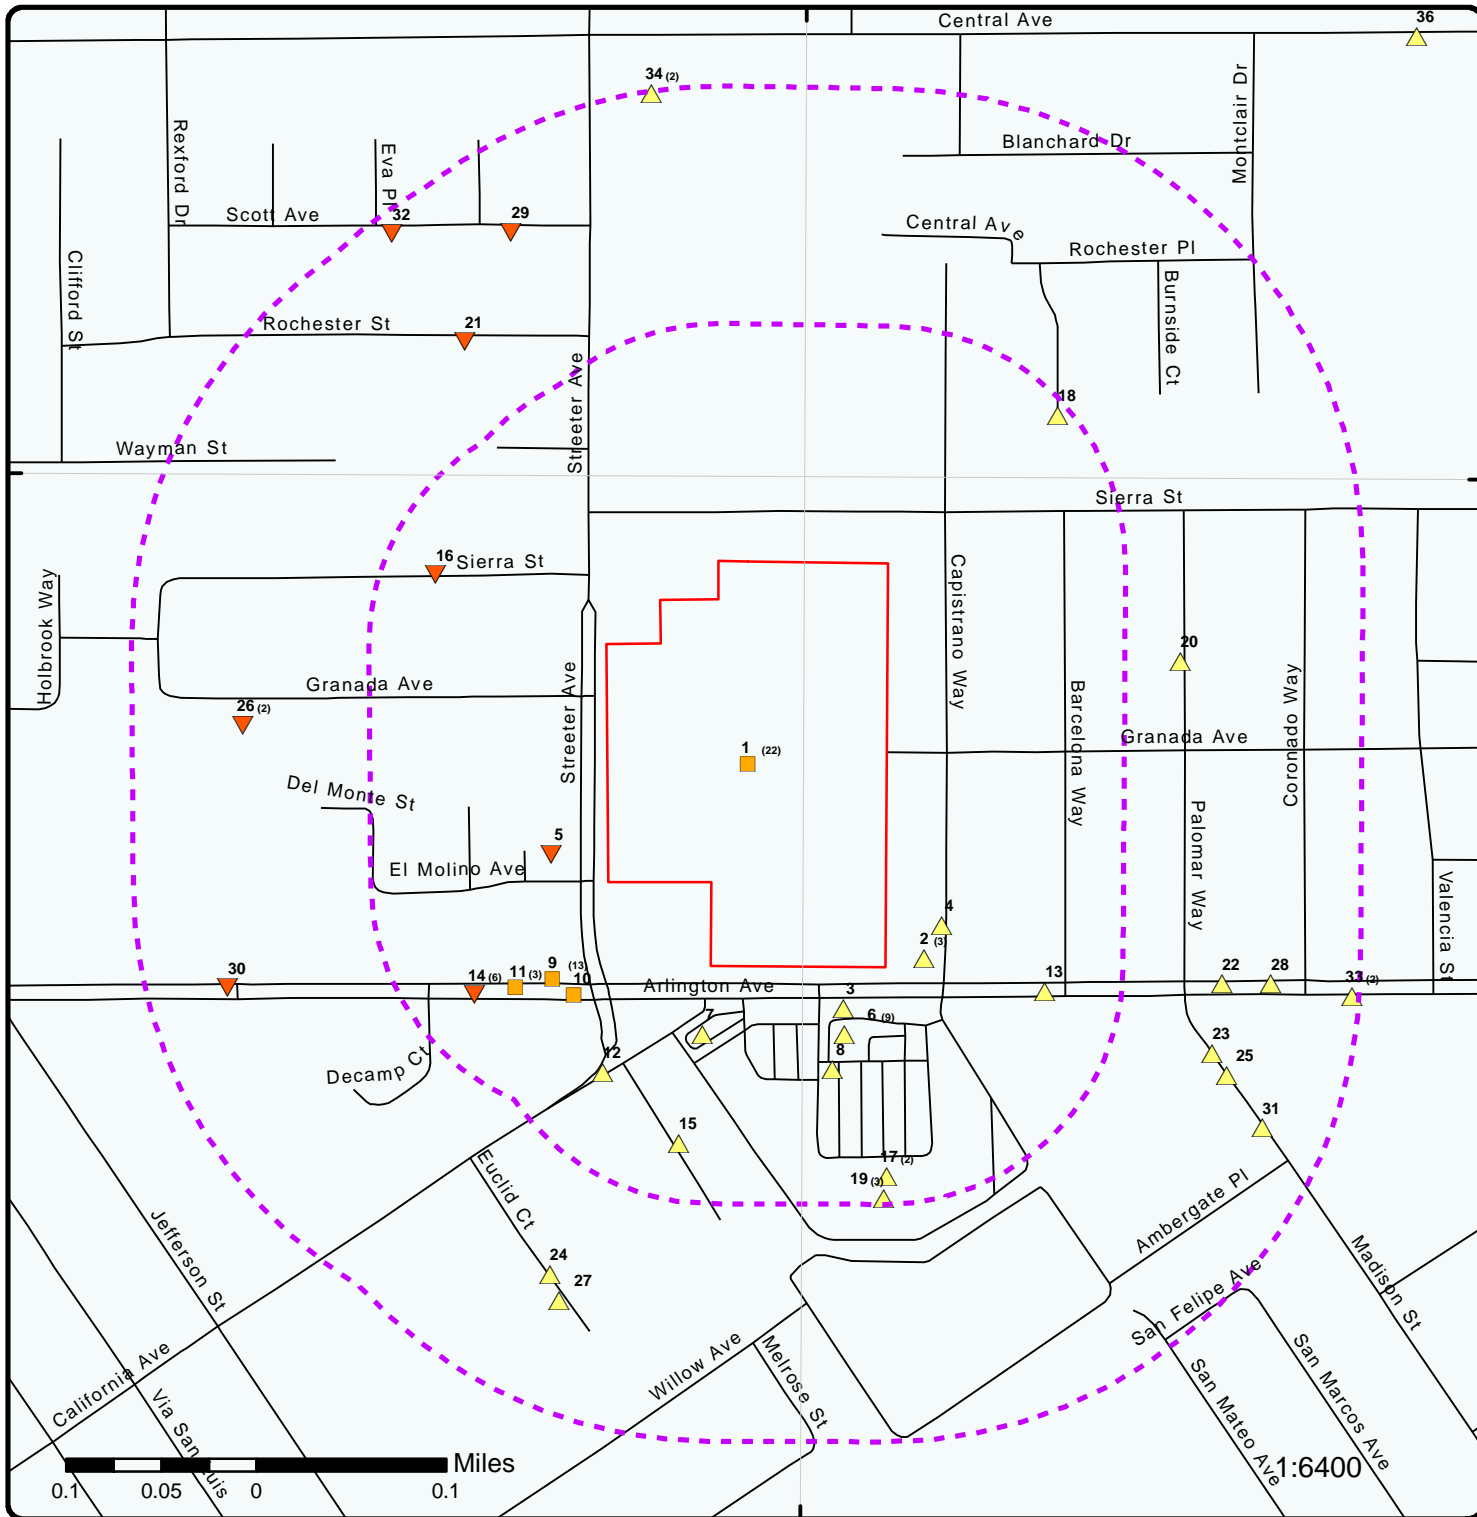 Central Ave
36
34 (2)
Montclair Dr
Rexford Dr
Eva Pl
Blanchard Dr
Scott Ave
32
29
Central Ave
Rochester Pl
Clifford St
Burnside Ct
Rochester St
21
Streeter Ave
18
Wayman St
Sierra St
16
Sierra St
Holbrook Way
Capistrano Way
20
Granada Ave
Streeter Ave
Barcelona Way
Coronado Way
26 (2)
1 (22)
Granada Ave
Del Monte St
Palomar Way
5
El Molino Ave
Valencia St
4
2 (3)
30
14 (6)
11 (3)
9 (13)
10
Arlington Ave
13
22
28
33 (2)
3
7
6 (9)
12
8
23
25
Decamp Ct
31
15
17 (2)
19 (3)
Euclid Ct
Ambergate Pl
Jefferson St
Madison St
24
27
San Felipe Ave
California Ave
Willow Ave
Melrose St
San Marcos Ave
San Mateo Ave
Via San Luis
Miles
0.1 0.05 0 0.1
1:6400